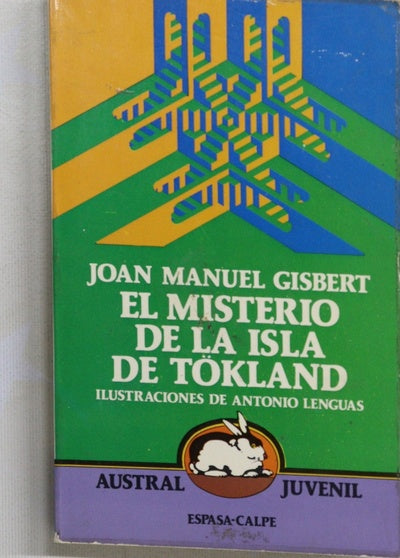 JOAN MANUEL GISBERT
EL MISTERIO
DE LA ISLA
DE TÖKLAND
ILUSTRACIONES DE ANTONIO LENGUAS
AUSTRAL JUVENIL
ESPASA-CALPE